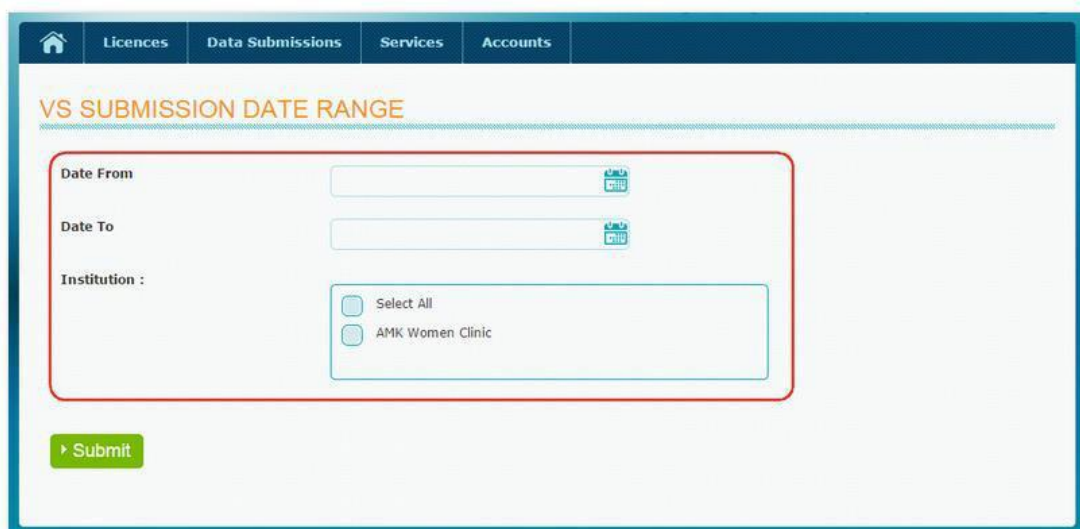 Licences Data Submissions Services Accounts
VS SUBMISSION DATE RANGE
Date From
Date To
Institution :
Select All
AMK Women Clinic
Submit